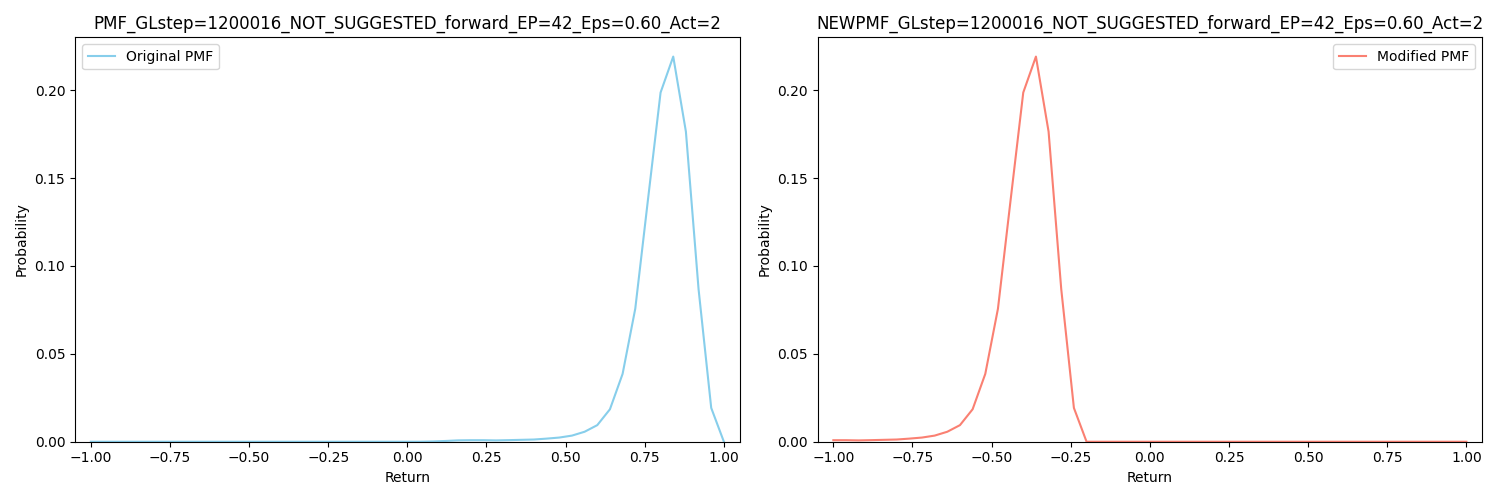 PMF_GLstep=1200016_NOT_SUGGESTED_forward_EP=42_Eps=0.60_Act=2
Original PMF
0.20
0.15
0.10
0.05
0.00
Probability
−1.00 −0.75 −0.50 −0.25 0.00 0.25 0.50 0.75 1.00
Return
NEWPMF_GLstep=1200016_NOT_SUGGESTED_forward_EP=42_Eps=0.60_Act=2
Modified PMF
0.20
0.15
0.10
0.05
0.00
Probability
−1.00 −0.75 −0.50 −0.25 0.00 0.25 0.50 0.75 1.00
Return